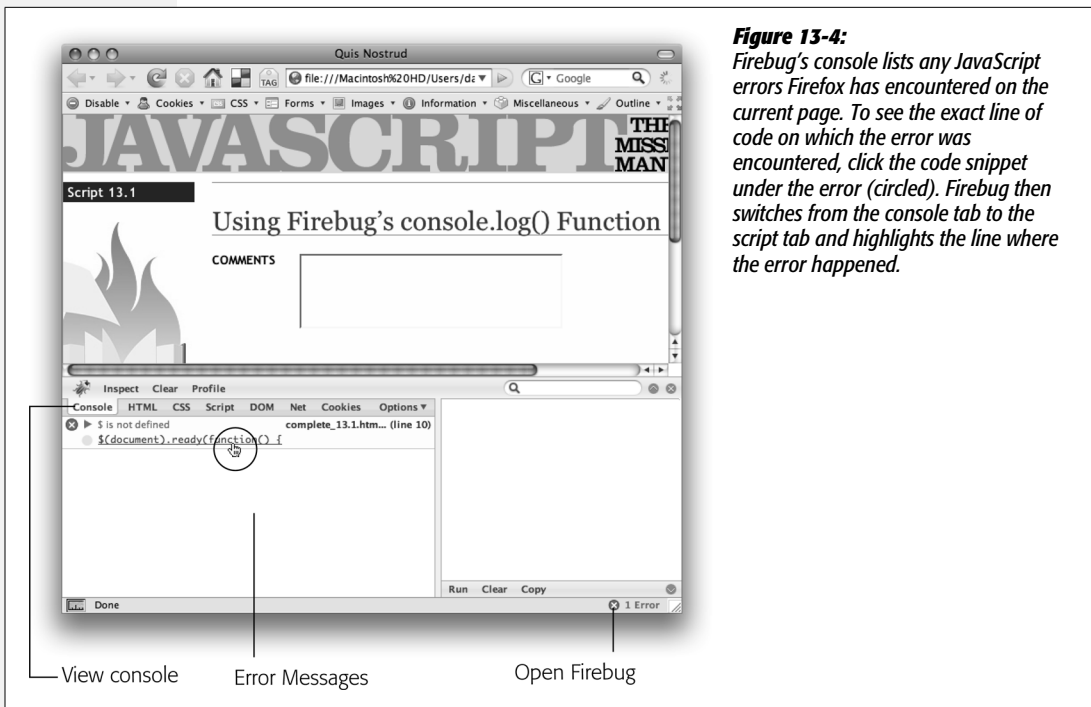 Quis Nostrud
TAG
file:///Macintosh%20HD/Users/da
G Google
Disable Cookies CSS Forms Images Information Miscellaneous Outline
JAVASCRIPT
THE
MISSI
MAN
Script 13.1
Using Firebug's console.log() Function
COMMENTS
Inspect Clear Profile
Console HTML CSS Script DOM Net Cookies Options
$ is not defined complete_13.1.htm... (line 10)
$(document).ready(function() {
Run Clear Copy
Done
1 Error
View console
Error Messages
Open Firebug
Figure 13-4:
Firebug's console lists any JavaScript
errors Firefox has encountered on the
current page. To see the exact line of
code on which the error was
encountered, click the code snippet
under the error (circled). Firebug then
switches from the console tab to the
script tab and highlights the line where
the error happened.